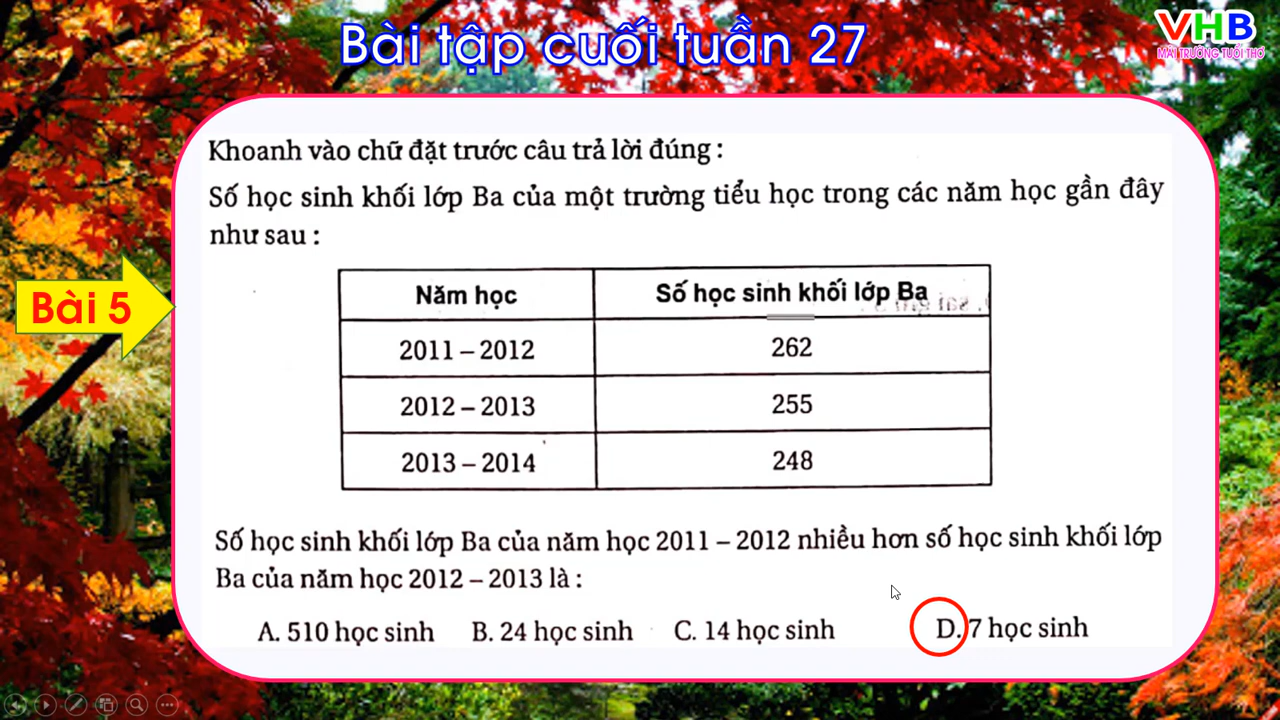 Bài tập cuối tuần 27
VHB
MÁI TRƯỜNG TUỔI THƠ
Khoanh vào chữ đặt trước câu trả lời đúng :
Số học sinh khối lớp Ba của một trường tiểu học trong các năm học gần đây
như sau :
Bài 5
Năm học Số học sinh khối lớp Ba
2011 – 2012 262
2012 – 2013 255
2013 – 2014 248
Số học sinh khối lớp Ba của năm học 2011 – 2012 nhiều hơn số học sinh khối lớp
Ba của năm học 2012 – 2013 là :
A. 510 học sinh B. 24 học sinh C. 14 học sinh D. 7 học sinh